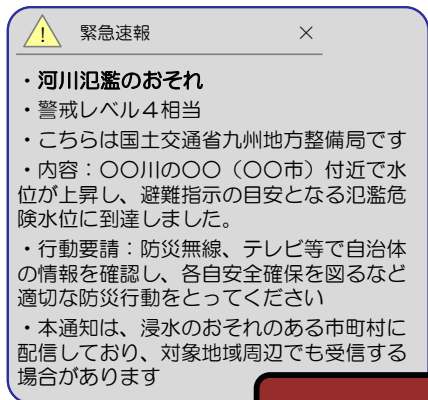 ! 緊急速報 ×
・河川氾濫のおそれ
・警戒レベル4相当
・こちらは国土交通省九州地方整備局です
・内容：〇〇川の〇〇（〇〇市）付近で水
位が上昇し、避難指示の目安となる氾濫危
険水位に到達しました。
・行動要請：防災無線、テレビ等で自治体
の情報を確認し、各自安全確保を図るなど
適切な防災行動をとってください
・本通知は、浸水のおそれのある市町村に
配信しており、対象地域周辺でも受信する
場合があります